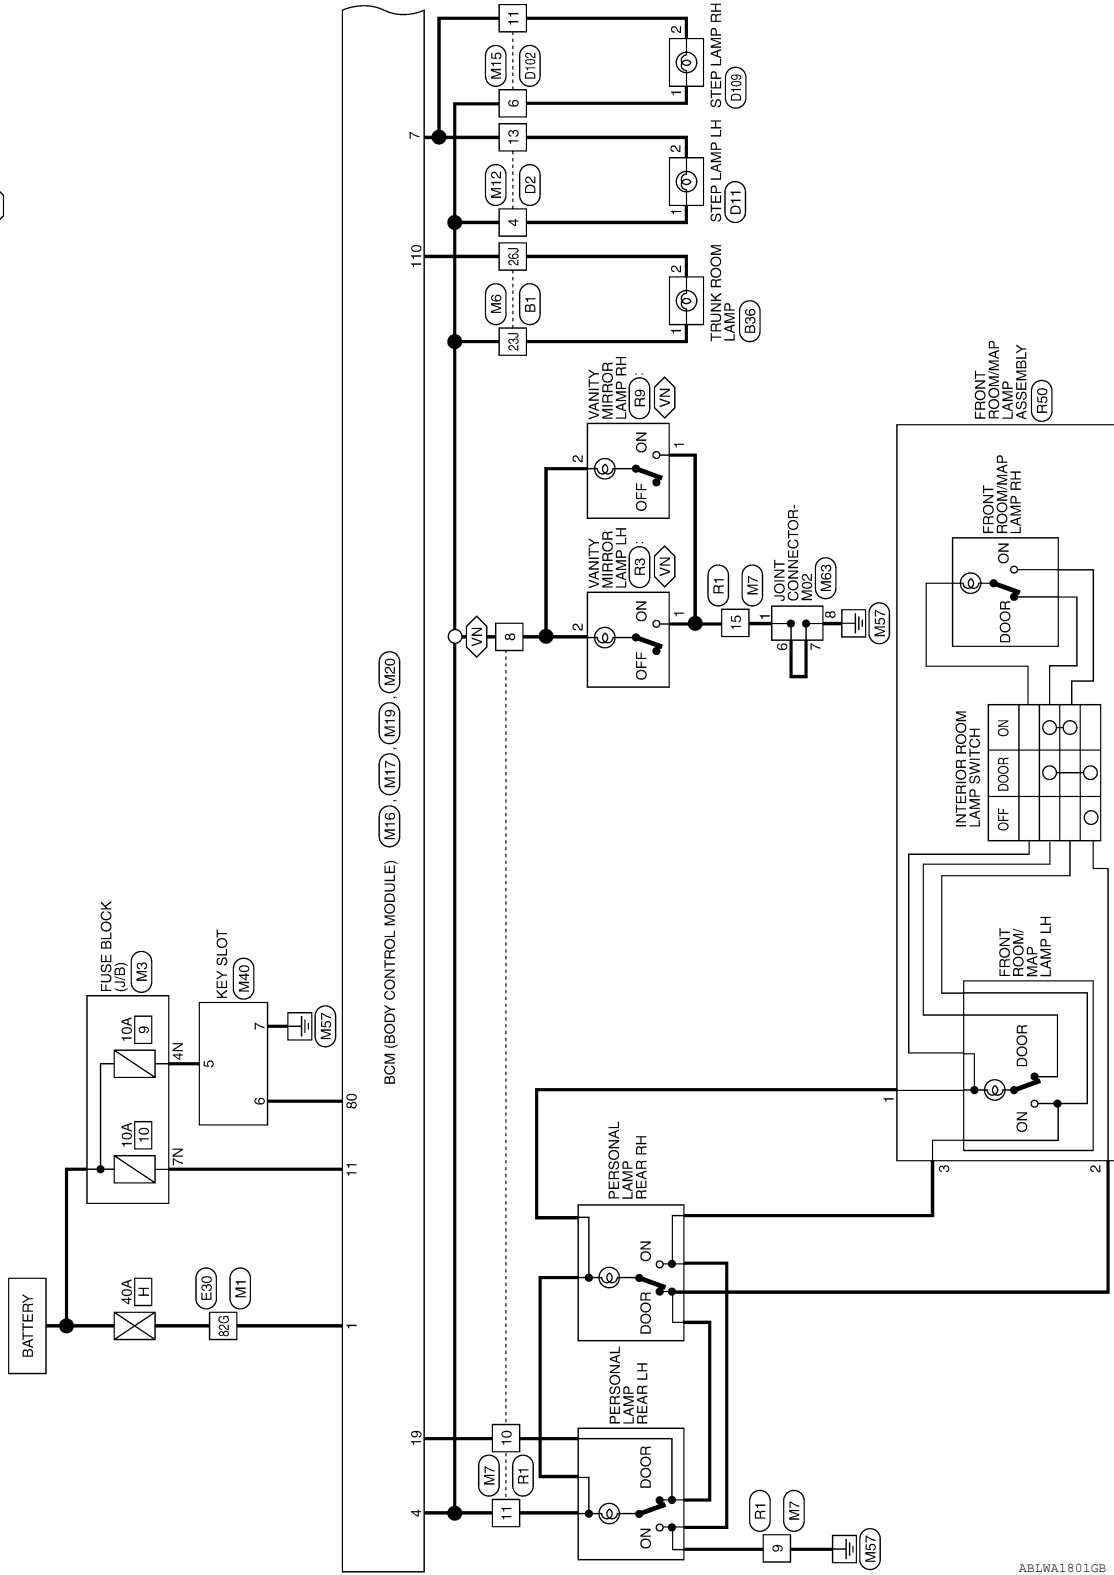 BATTERY
40A
H
82G
E30
M1
1
FUSE BLOCK
(J/B)
M3
10A
10
10A
9
7N
4N
11
KEY SLOT
M40
5
6
7
80
M57
BCM (BODY CONTROL MODULE)
M16 , M17 , M19 , M20
4
19
110
7
11
10
M7
R1
PERSONAL
LAMP
REAR LH
ON
DOOR
9
R1
M7
M57
PERSONAL
LAMP
REAR RH
DOOR
ON
VN
8
VANITY
MIRROR
LAMP LH
R3 :
VN
2
OFF
ON
1
VANITY
MIRROR
LAMP RH
R9 :
VN
2
OFF
ON
1
15
R1
M7
JOINT
CONNECTOR-
M02
M63
1
6
7
8
M57
23J
26J
M6
B1
1
2
TRUNK ROOM
LAMP
B36
4
13
M12
D2
1
2
STEP LAMP LH
D11
6
11
M15
D102
1
2
STEP LAMP RH
D109
FRONT
ROOM/MAP
LAMP
ASSEMBLY
R50
1
3
2
FRONT
ROOM/
MAP
LAMP LH
ON
DOOR
INTERIOR ROOM
LAMP SWITCH
OFF
DOOR
ON
FRONT
ROOM/MAP
LAMP RH
DOOR
ON
ABLWA1801GB